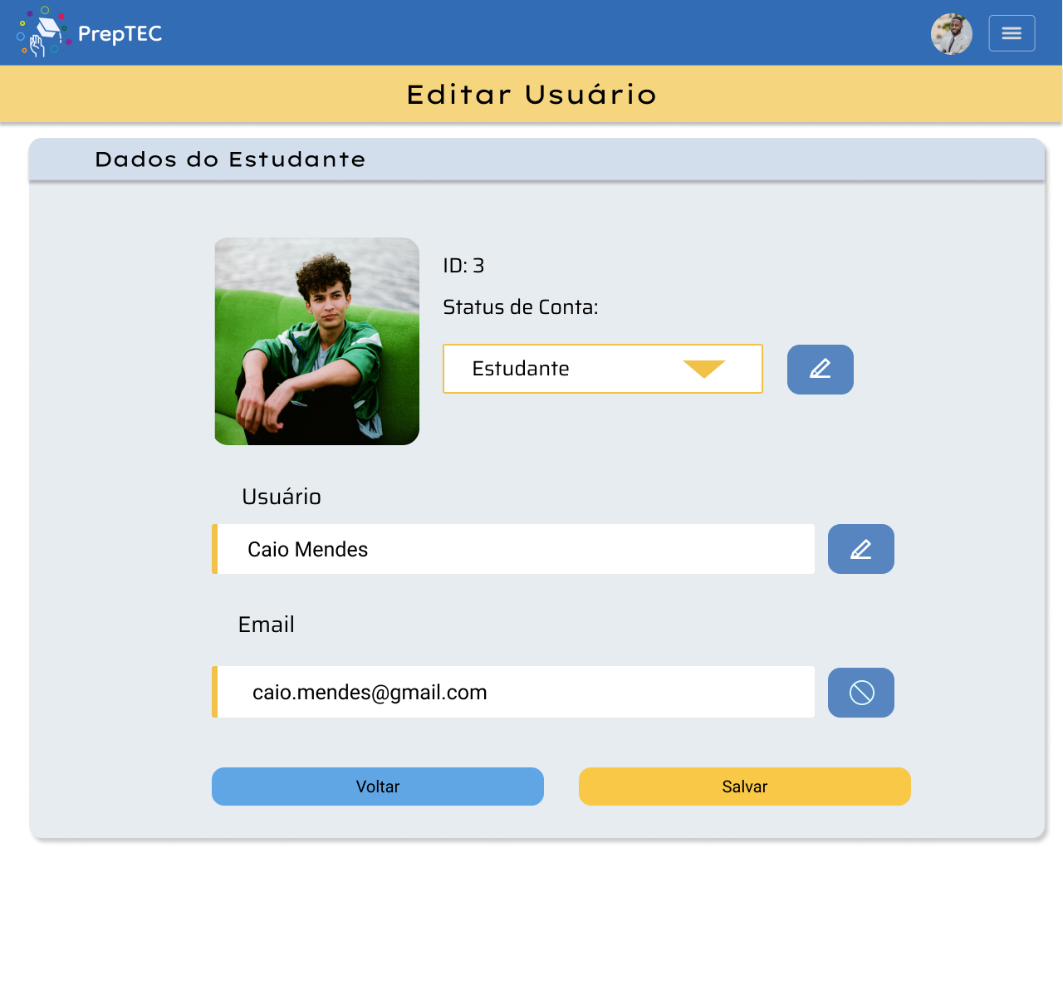 PrepTEC
Editar Usuário
Dados do Estudante
ID: 3
Status de Conta:
Estudante
Usuário
Caio Mendes
Email
caio.mendes@gmail.com
Voltar
Salvar